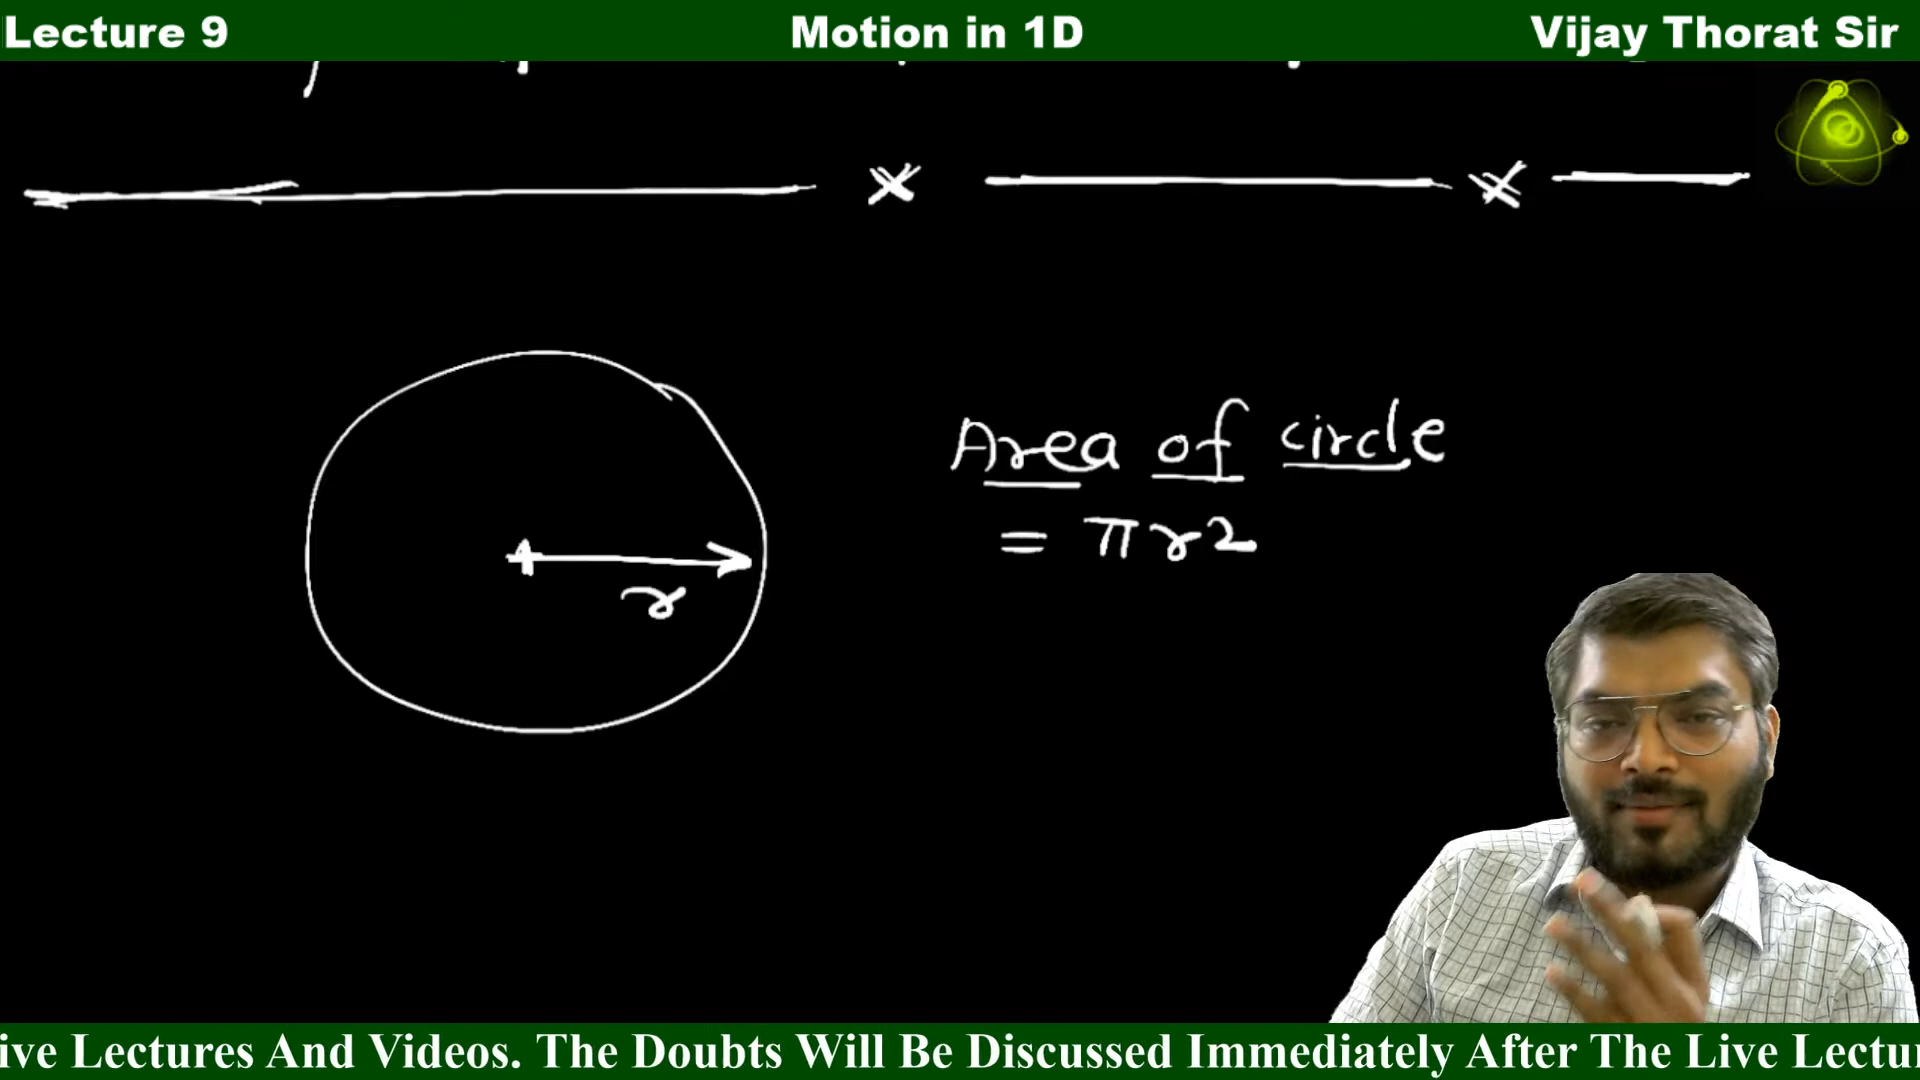 Lecture 9 Motion in 1D Vijay Thorat Sir
× ×
Area of circle
= πr2
r
ive Lectures And Videos. The Doubts Will Be Discussed Immediately After The Live Lectu